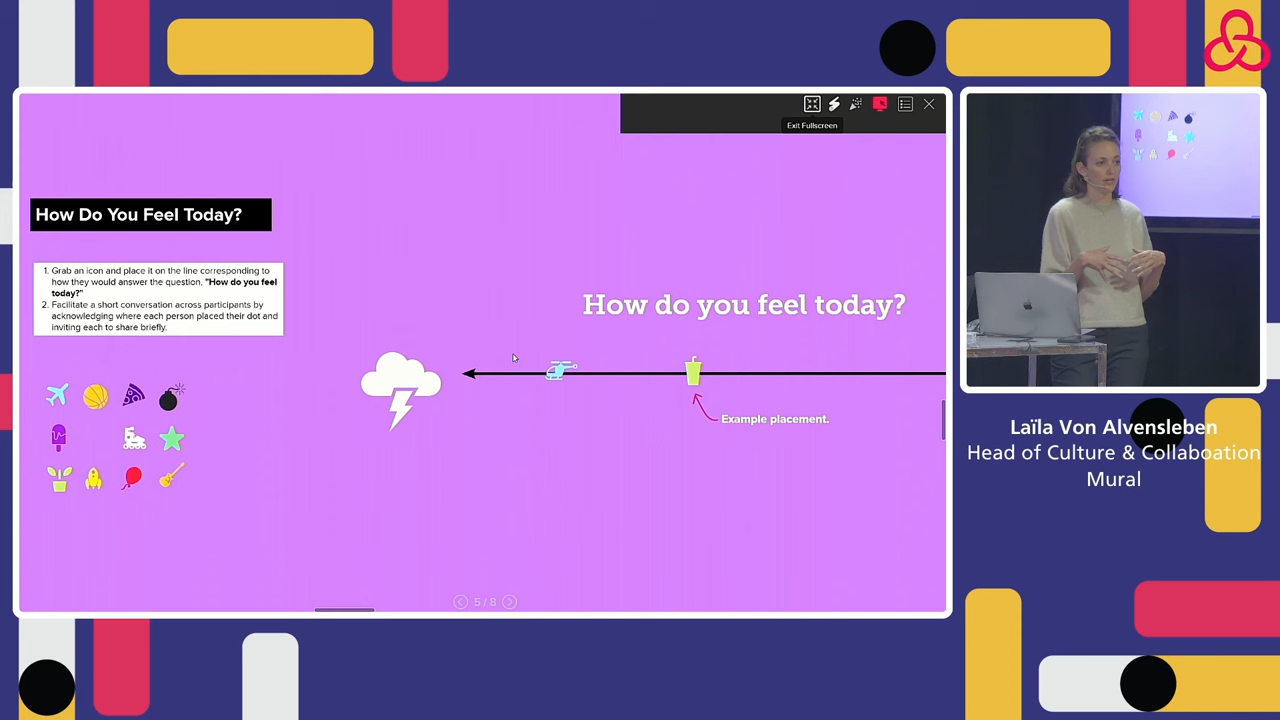 Exit Fullscreen
How Do You Feel Today?
1. Grab an icon and place it on the line corresponding to
how they would answer the question, "How do you feel
today?"
2. Facilitate a short conversation across participants by
acknowledging where each person placed their dot and
inviting each to share briefly.
How do you feel today?
Example placement.
5 / 8
Laïla Von Alvensleben
Head of Culture & Collaboation
Mural